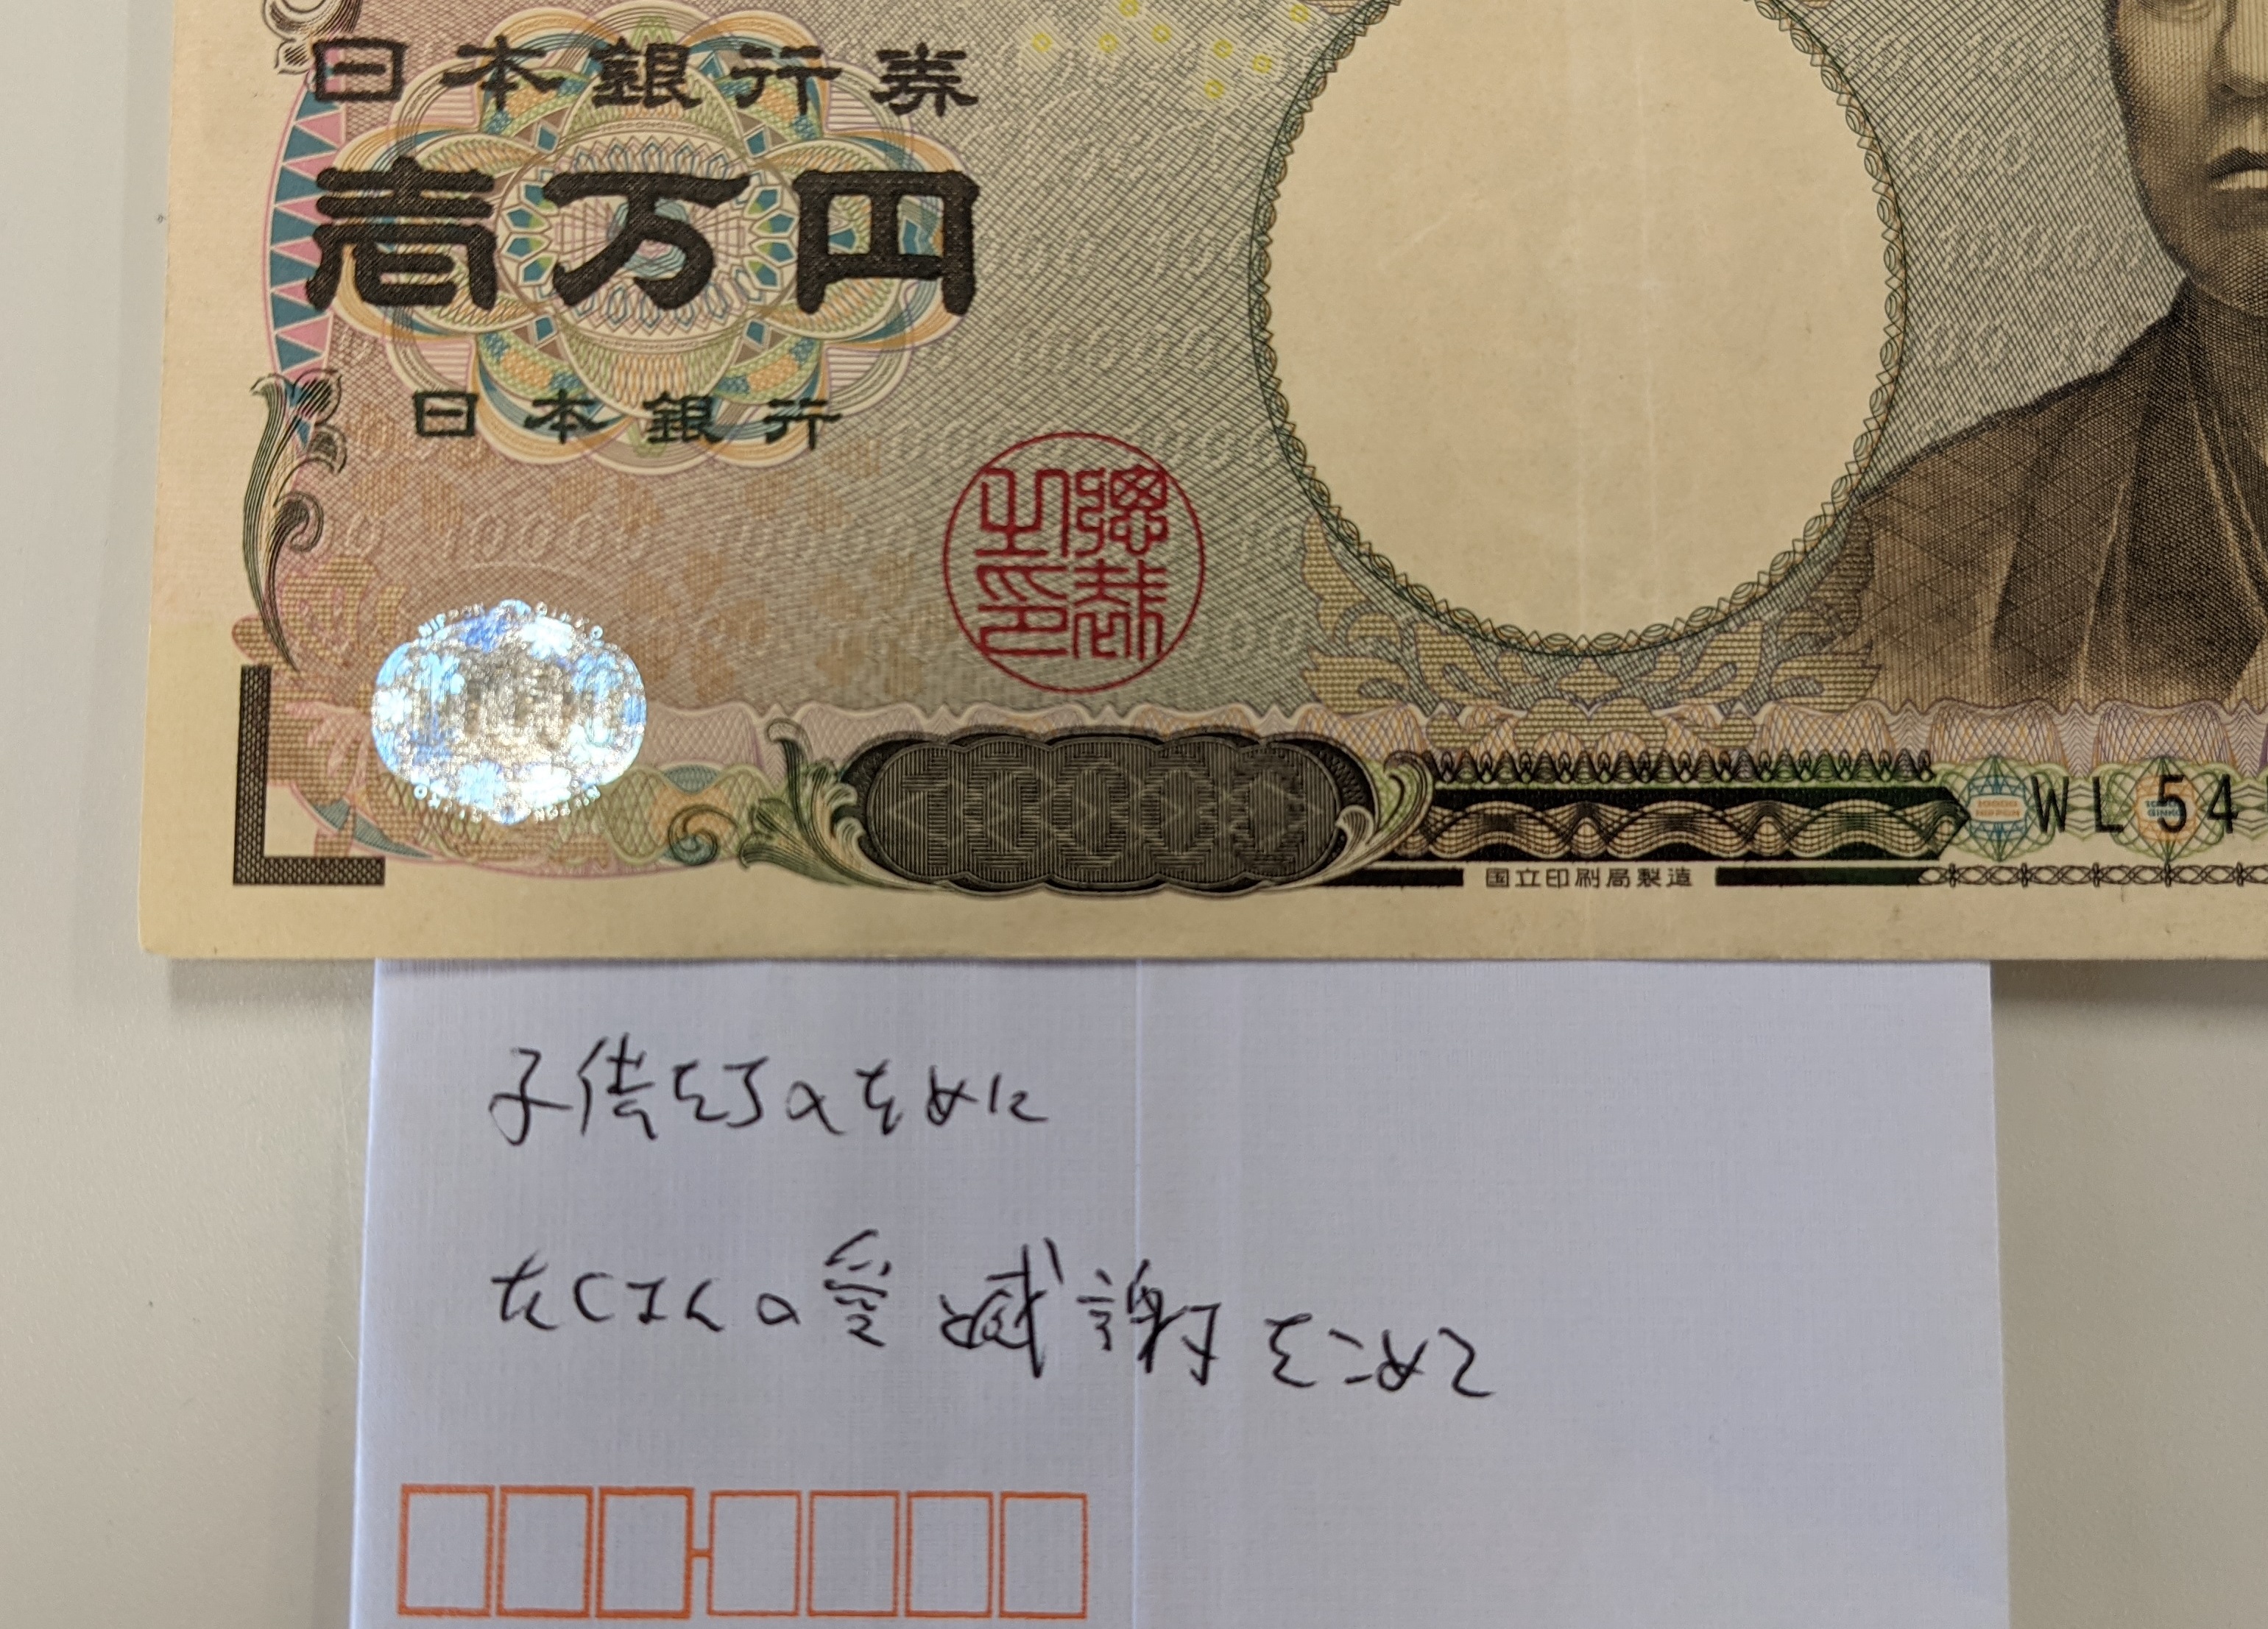 日本銀行券
壱万円
日本銀行
総裁之印
10000
国立印刷局製造
WL54
子供たちのために
たくさんの愛と感謝をこめて